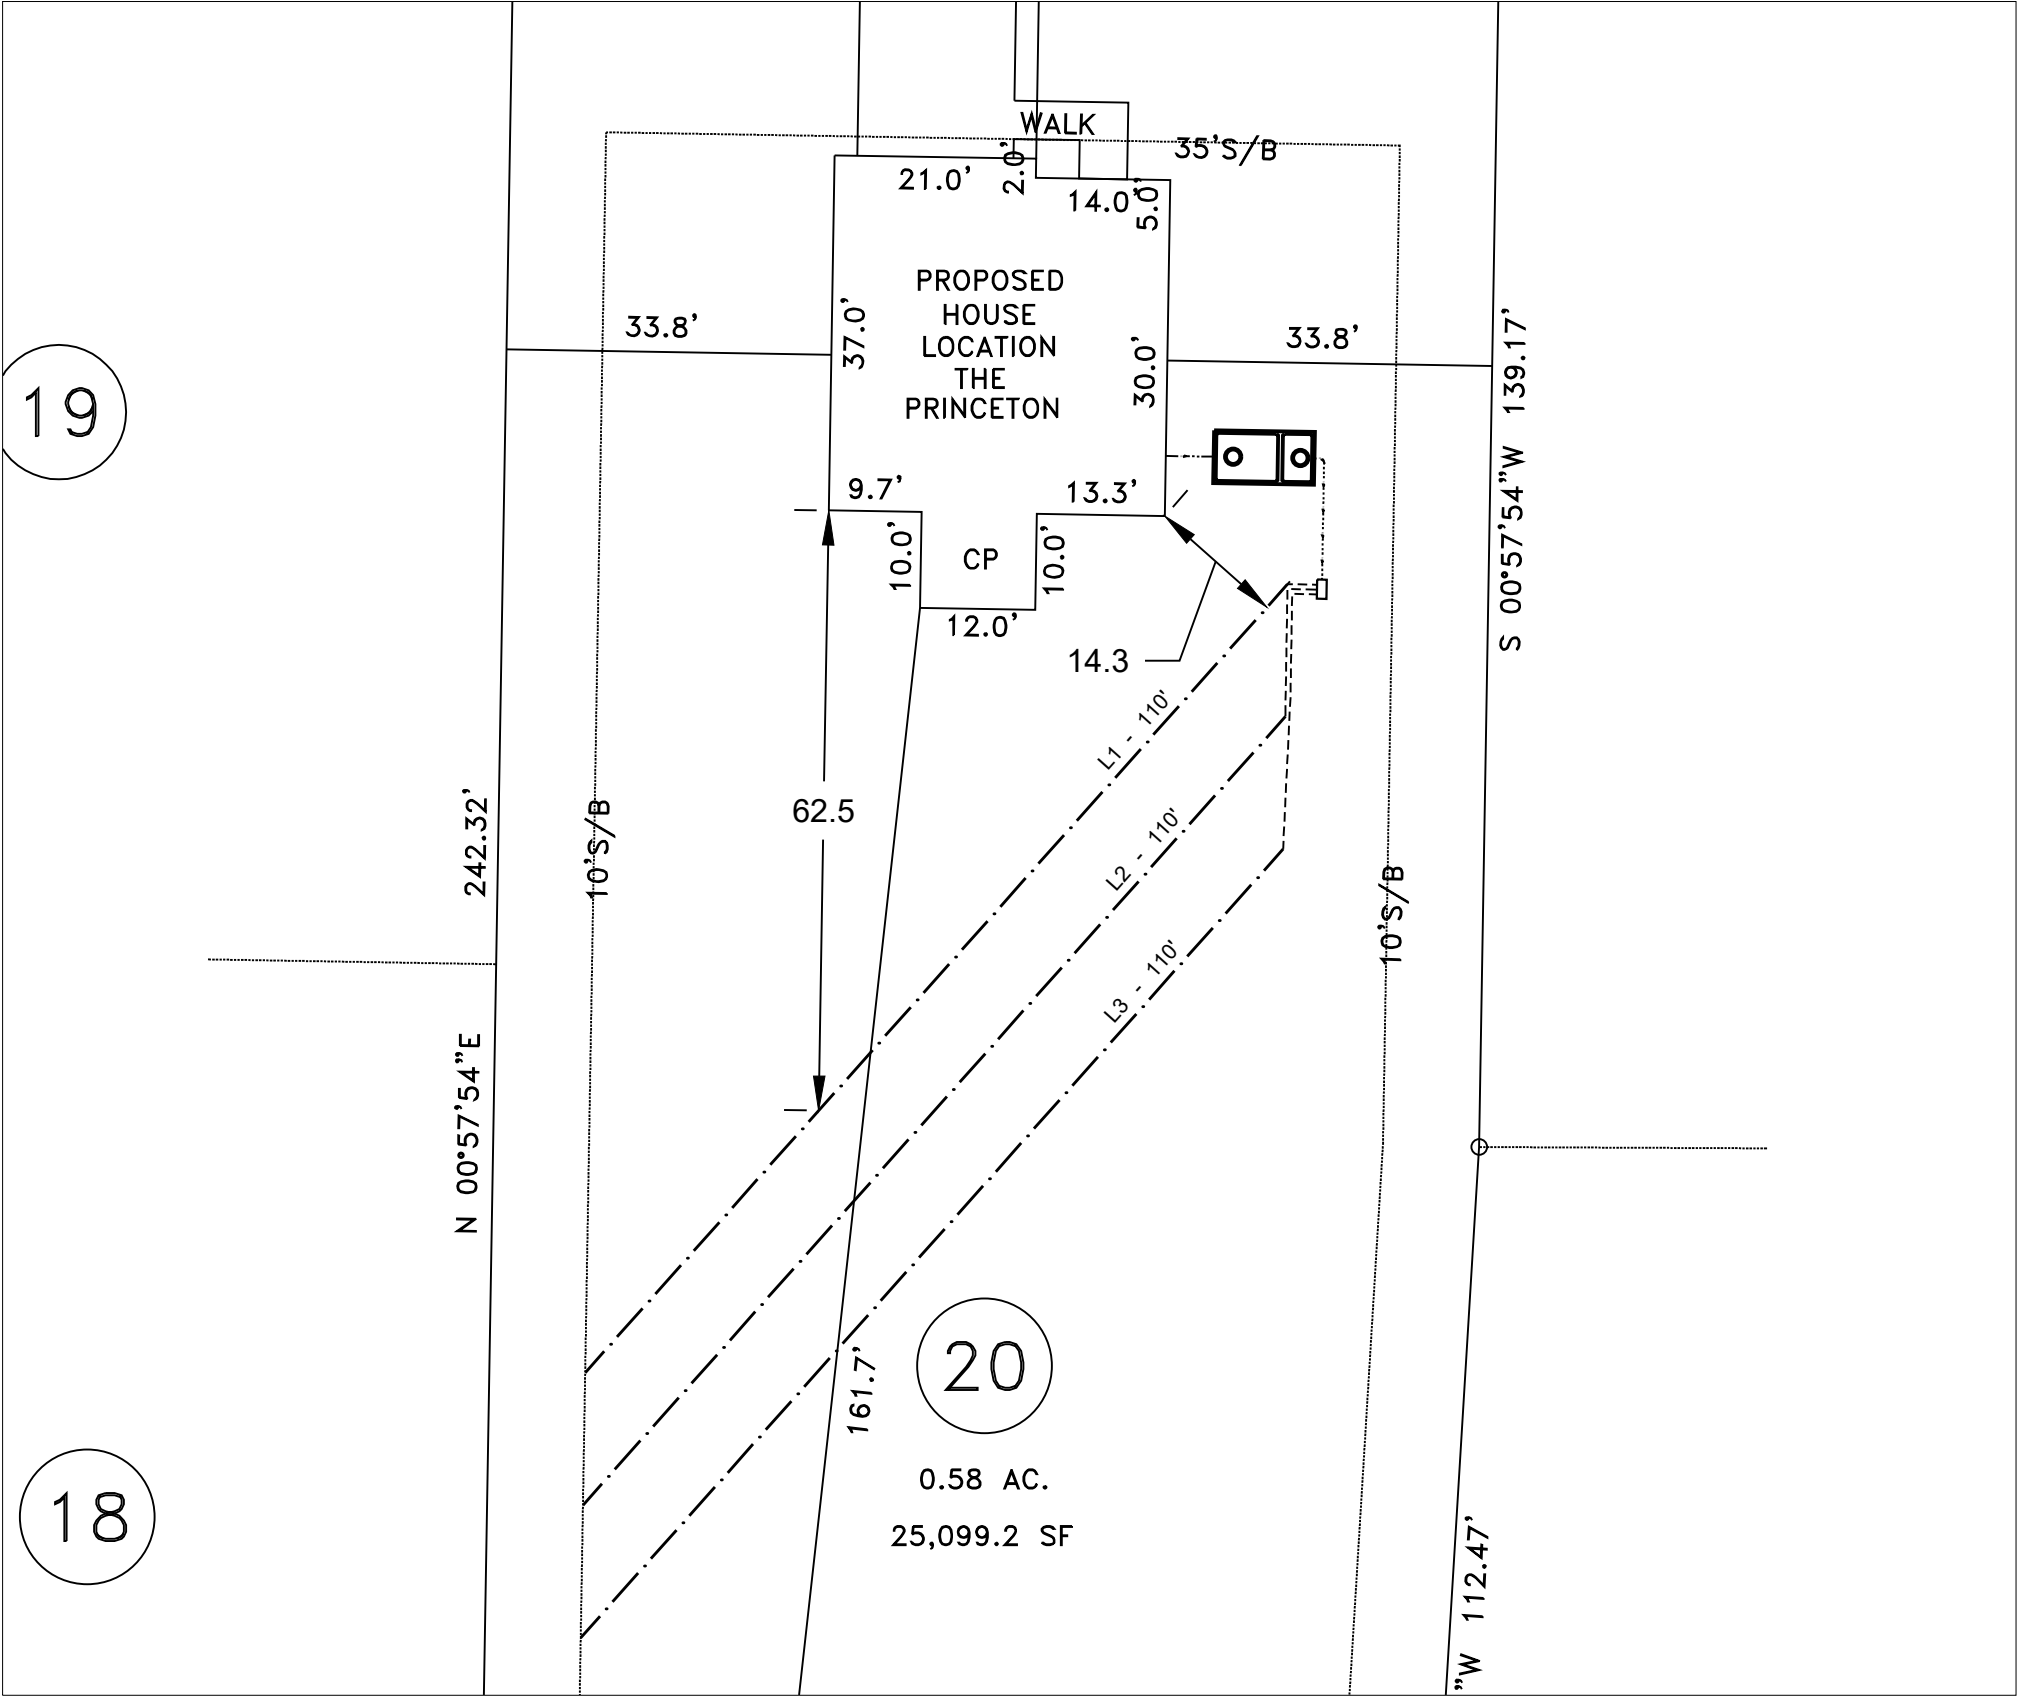 WALK
35'S/B
21.0'
2.0'
14.0'
5.0'
PROPOSED
HOUSE
LOCATION
THE
PRINCETON
33.8'
37.0'
30.0'
33.8'
S 00°57'54"W 139.17'
19
9.7'
13.3'
10.0'
CP
10.0'
12.0'
14.3
L1 - 110'
62.5
242.32'
10'S/B
L2 - 110'
10'S/B
L3 - 110'
N 00°57'54"E
161.7'
20
0.58 AC.
25,099.2 SF
18
"W 112.47'